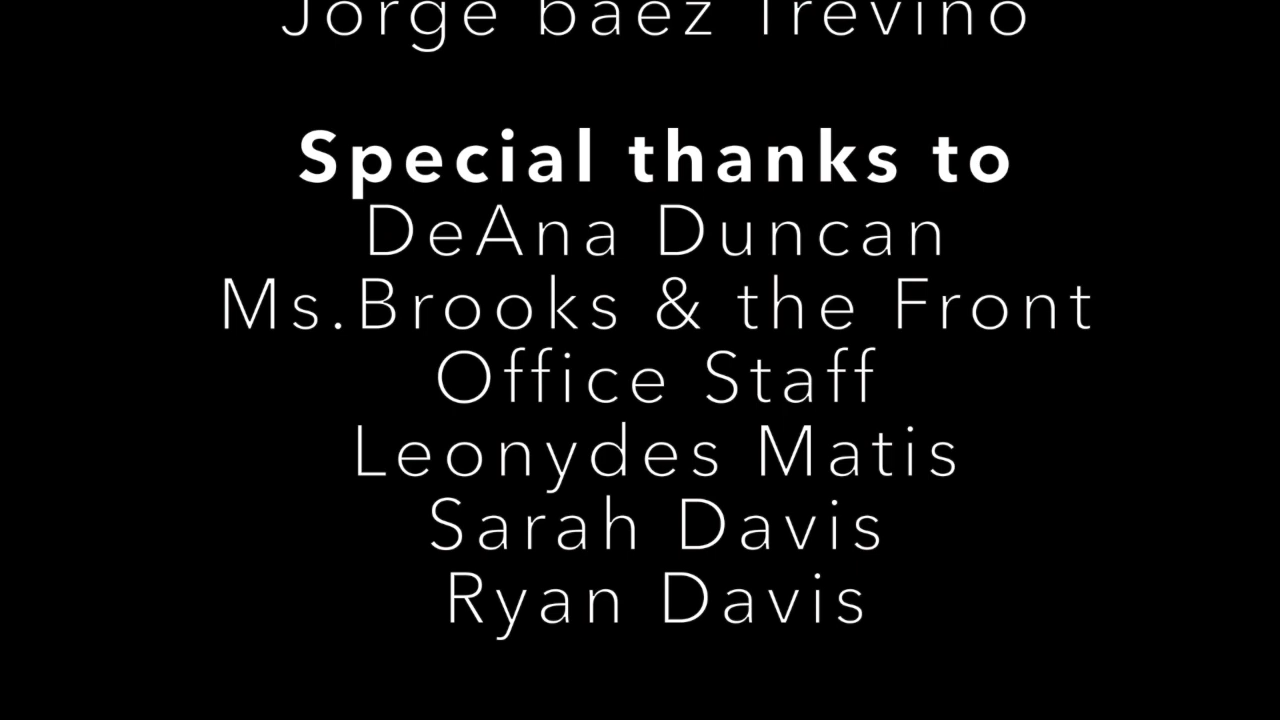 Jorge baez Trevino
Special thanks to
DeAna Duncan
Ms.Brooks & the Front
Office Staff
Leonydes Matis
Sarah Davis
Ryan Davis